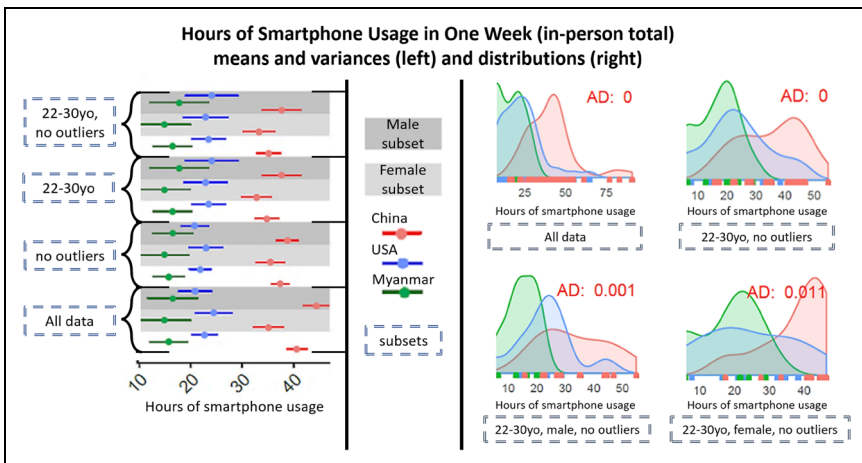 Hours of Smartphone Usage in One Week (in-person total)
means and variances (left) and distributions (right)
22-30yo,
no outliers
22-30yo
no outliers
All data
10
20
30
40
Hours of smartphone usage
Male
subset
Female
subset
China
USA
Myanmar
subsets
AD: 0
25
50
75
Hours of smartphone usage
All data
AD: 0
10
20
30
40
50
Hours of smartphone usage
22-30yo, no outliers
AD: 0.001
10
20
30
40
50
Hours of smartphone usage
22-30yo, male, no outliers
AD: 0.011
10
20
30
40
Hours of smartphone usage
22-30yo, female, no outliers